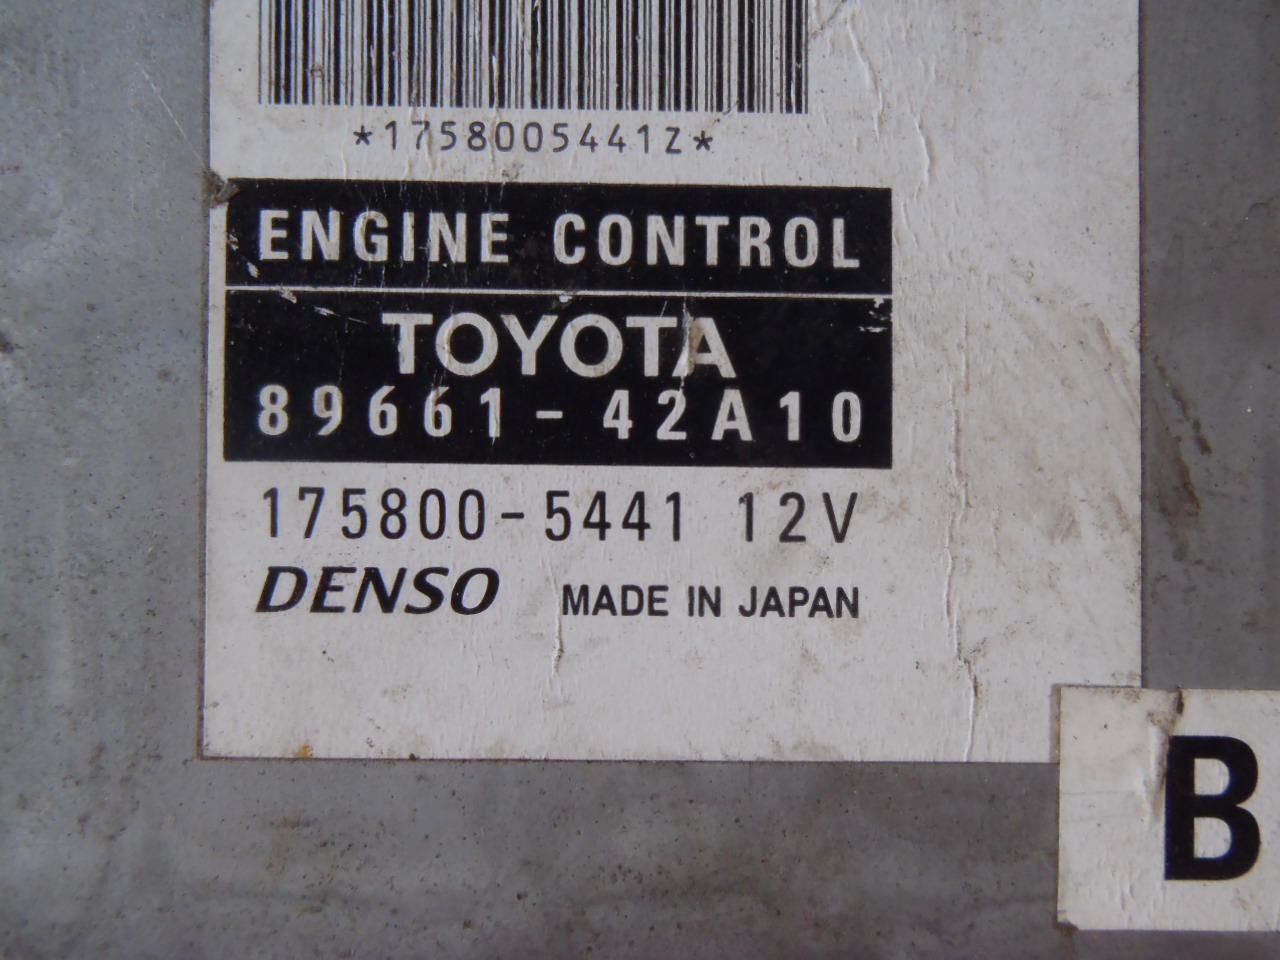 *1758005441Z*
ENGINE CONTROL
TOYOTA
89661-42A10
175800-5441 12V
DENSO MADE IN JAPAN
B